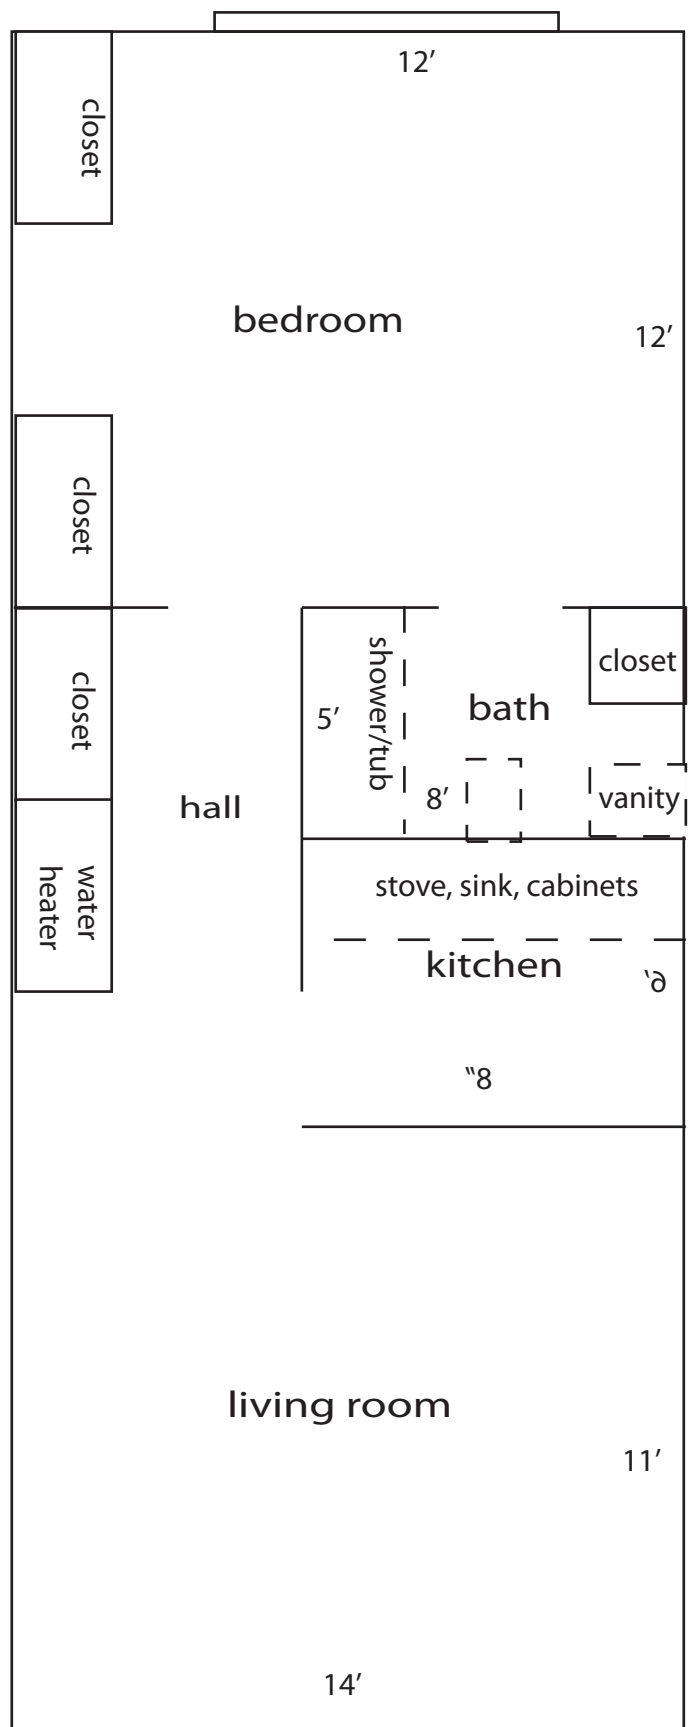 12′
closet
bedroom
12′
closet
closet
shower/tub
closet
bath
5′
8′
vanity
hall
water
heater
stove, sink, cabinets
kitchen
6′
8″
living room
11′
14′